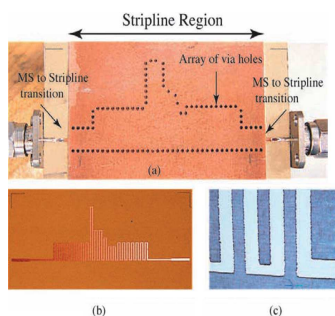 Stripline Region
Array of via holes
MS to Stripline
transition
MS to Stripline
transition
(a)
(b)
(c)